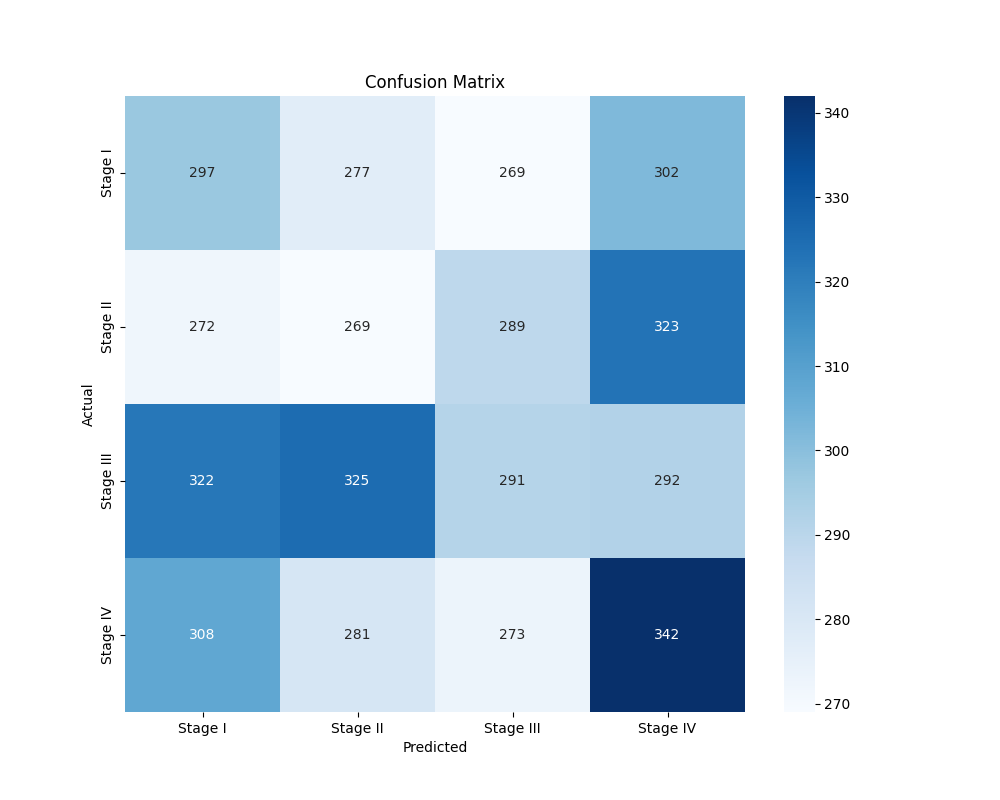 Confusion Matrix
Stage I
297
277
269
302
Stage II
272
269
289
323
Stage III
322
325
291
292
Stage IV
308
281
273
342
Actual
Stage I
Stage II
Stage III
Stage IV
Predicted
340
330
320
310
300
290
280
270